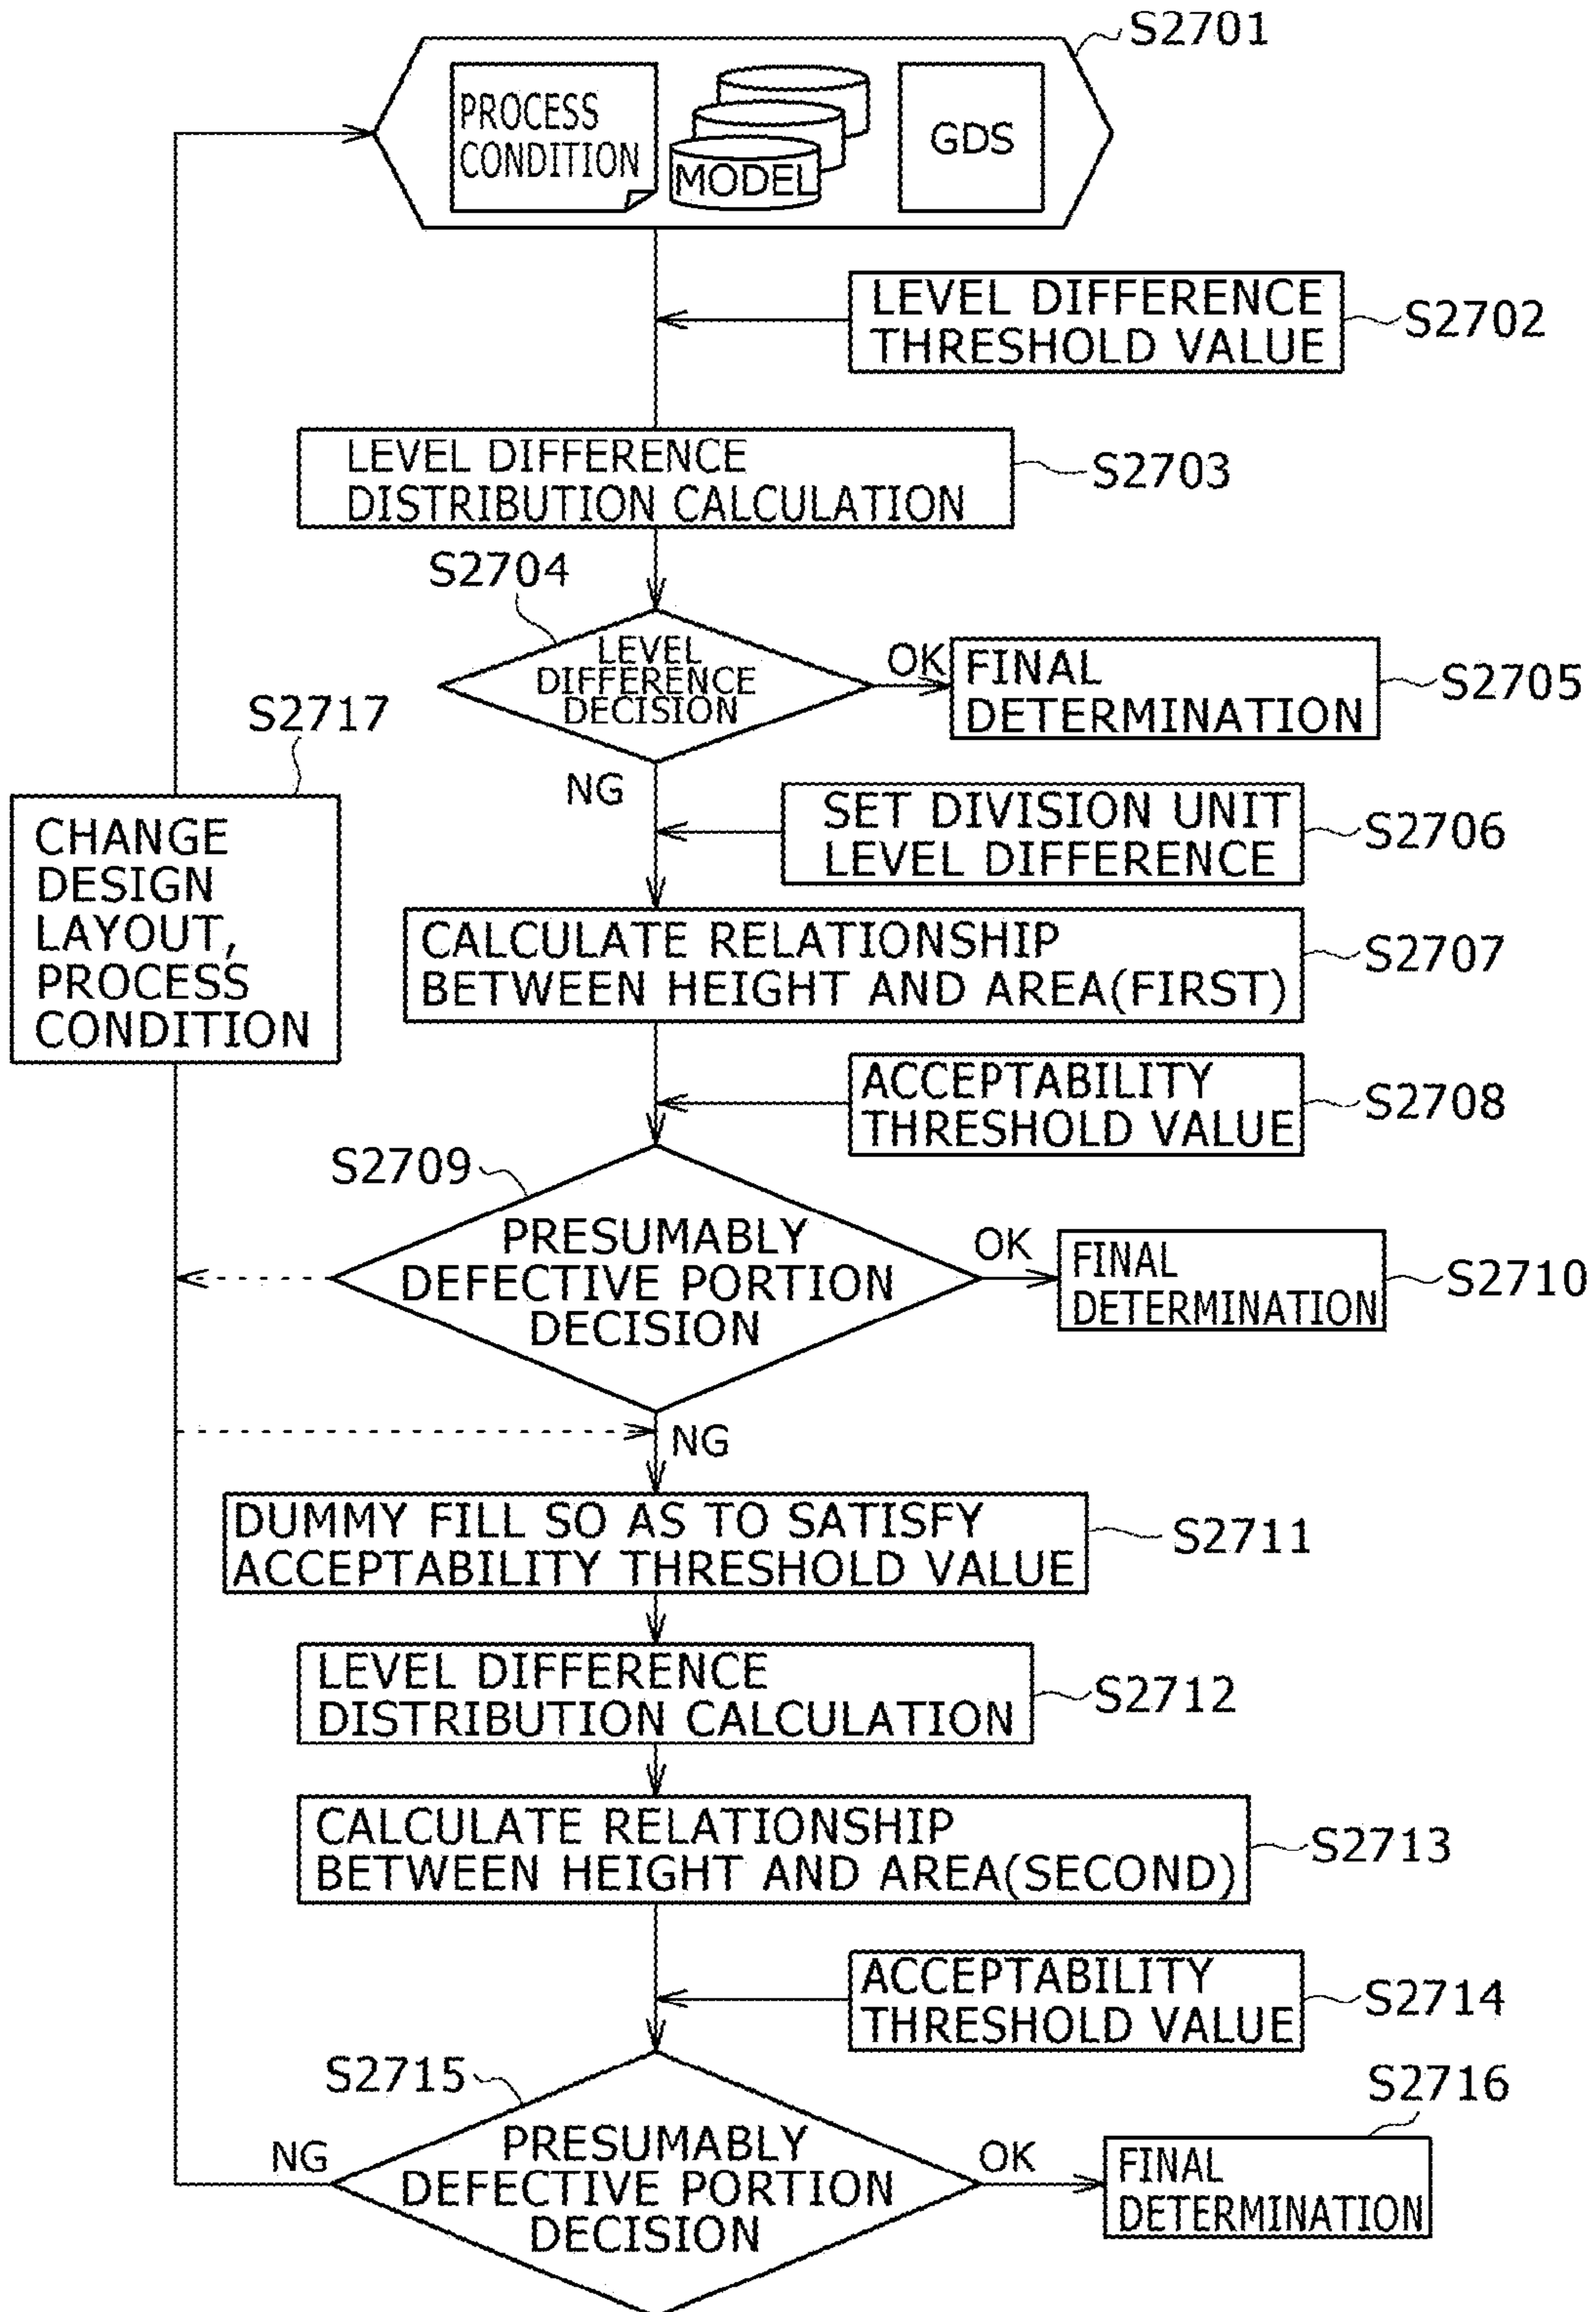 S2701
PROCESS
CONDITION
MODEL
GDS
LEVEL DIFFERENCE
THRESHOLD VALUE
S2702
LEVEL DIFFERENCE
DISTRIBUTION CALCULATION
S2703
S2704
LEVEL
DIFFERENCE
DECISION
OK
FINAL
DETERMINATION
S2705
S2717
NG
SET DIVISION UNIT
LEVEL DIFFERENCE
S2706
CHANGE
DESIGN
LAYOUT,
PROCESS
CONDITION
CALCULATE RELATIONSHIP
BETWEEN HEIGHT AND AREA(FIRST)
S2707
ACCEPTABILITY
THRESHOLD VALUE
S2708
S2709
PRESUMABLY
DEFECTIVE PORTION
DECISION
OK
FINAL
DETERMINATION
S2710
NG
DUMMY FILL SO AS TO SATISFY
ACCEPTABILITY THRESHOLD VALUE
S2711
LEVEL DIFFERENCE
DISTRIBUTION CALCULATION
S2712
CALCULATE RELATIONSHIP
BETWEEN HEIGHT AND AREA(SECOND)
S2713
ACCEPTABILITY
THRESHOLD VALUE
S2714
S2715
PRESUMABLY
DEFECTIVE PORTION
DECISION
NG
OK
FINAL
DETERMINATION
S2716